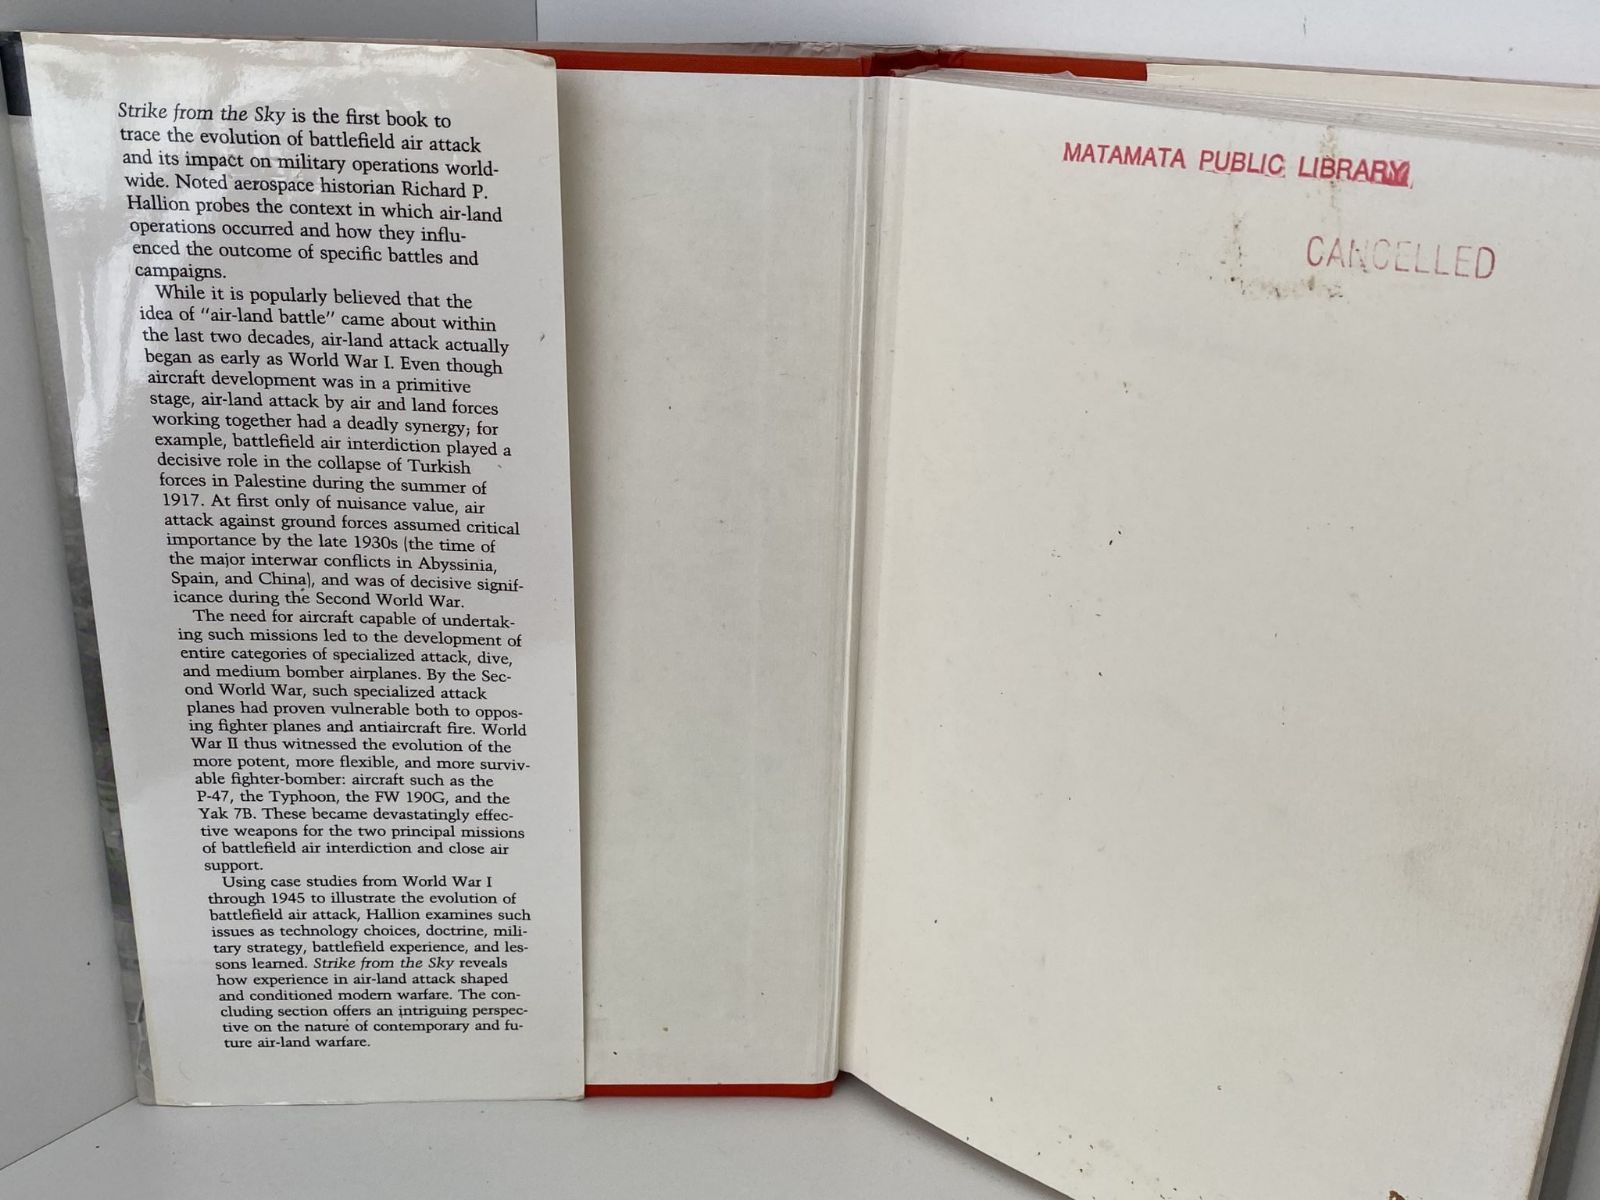 Strike from the Sky is the first book to
trace the evolution of battlefield air attack
and its impact on military operations world-
wide. Noted aerospace historian Richard P.
Hallion probes the context in which air-land
operations occurred and how they influ-
enced the outcome of specific battles and
campaigns.
While it is popularly believed that the
idea of "air-land battle" came about within
the last two decades, air-land attack actually
began as early as World War I. Even though
aircraft development was in a primitive
stage, air-land attack by air and land forces
working together had a deadly synergy; for
example, battlefield air interdiction played a
decisive role in the collapse of Turkish
forces in Palestine during the summer of
1917. At first only of nuisance value, air
attack against ground forces assumed critical
importance by the late 1930s (the time of
the major interwar conflicts in Abyssinia,
Spain, and China), and was of decisive signif-
icance during the Second World War.
The need for aircraft capable of undertak-
ing such missions led to the development of
entire categories of specialized attack, dive,
and medium bomber airplanes. By the Sec-
ond World War, such specialized attack
planes had proven vulnerable both to oppos-
ing fighter planes and antiaircraft fire. World
War II thus witnessed the evolution of the
more potent, more flexible, and more surviv-
able fighter-bomber: aircraft such as the
P-47, the Typhoon, the FW 190G, and the
Yak 7B. These became devastatingly effec-
tive weapons for the two principal missions
of battlefield air interdiction and close air
support.
Using case studies from World War I
through 1945 to illustrate the evolution of
battlefield air attack, Hallion examines such
issues as technology choices, doctrine, mili-
tary strategy, battlefield experience, and les-
sons learned. Strike from the Sky reveals
how experience in air-land attack shaped
and conditioned modern warfare. The con-
cluding section offers an intriguing perspec-
tive on the nature of contemporary and fu-
ture air-land warfare.
MATAMATA PUBLIC LIBRARY
CANCELLED